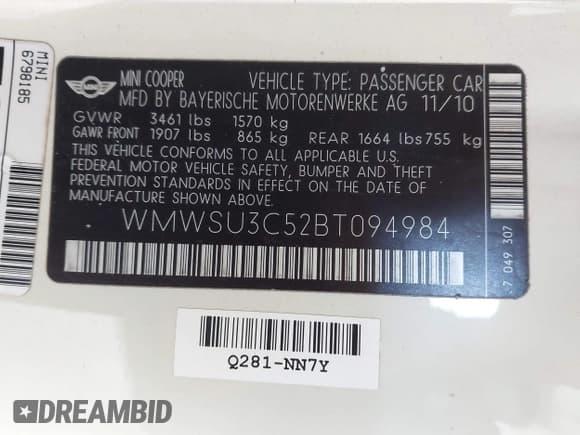 MINI
6798185
MINI COOPER VEHICLE TYPE: PASSENGER CAR
MFD BY BAYERISCHE MOTORENWERKE AG 11/10
GVWR 3461 lbs 1570 kg
GAWR FRONT 1907 lbs 865 kg REAR 1664 lbs 755 kg
THIS VEHICLE CONFORMS TO ALL APPLICABLE U.S.
FEDERAL MOTOR VEHICLE SAFETY, BUMPER AND THEFT
PREVENTION STANDARDS IN EFFECT ON THE DATE
OF MANUFACTURE SHOWN ABOVE.
WMWSU3C52BT094984
7 049 307
Q281-NN7Y
DREAMBID